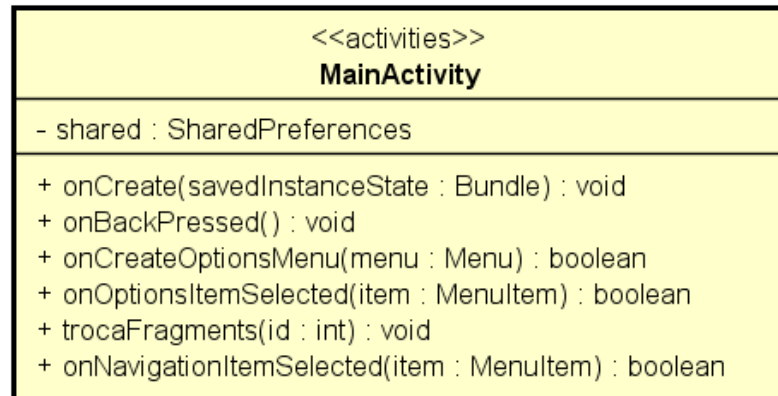 <<activities>>
MainActivity
- shared : SharedPreferences
+ onCreate(savedInstanceState : Bundle) : void
+ onBackPressed() : void
+ onCreateOptionsMenu(menu : Menu) : boolean
+ onOptionsItemSelected(item : MenuItem) : boolean
+ trocaFragments(id : int) : void
+ onNavigationItemSelected(item : MenuItem) : boolean